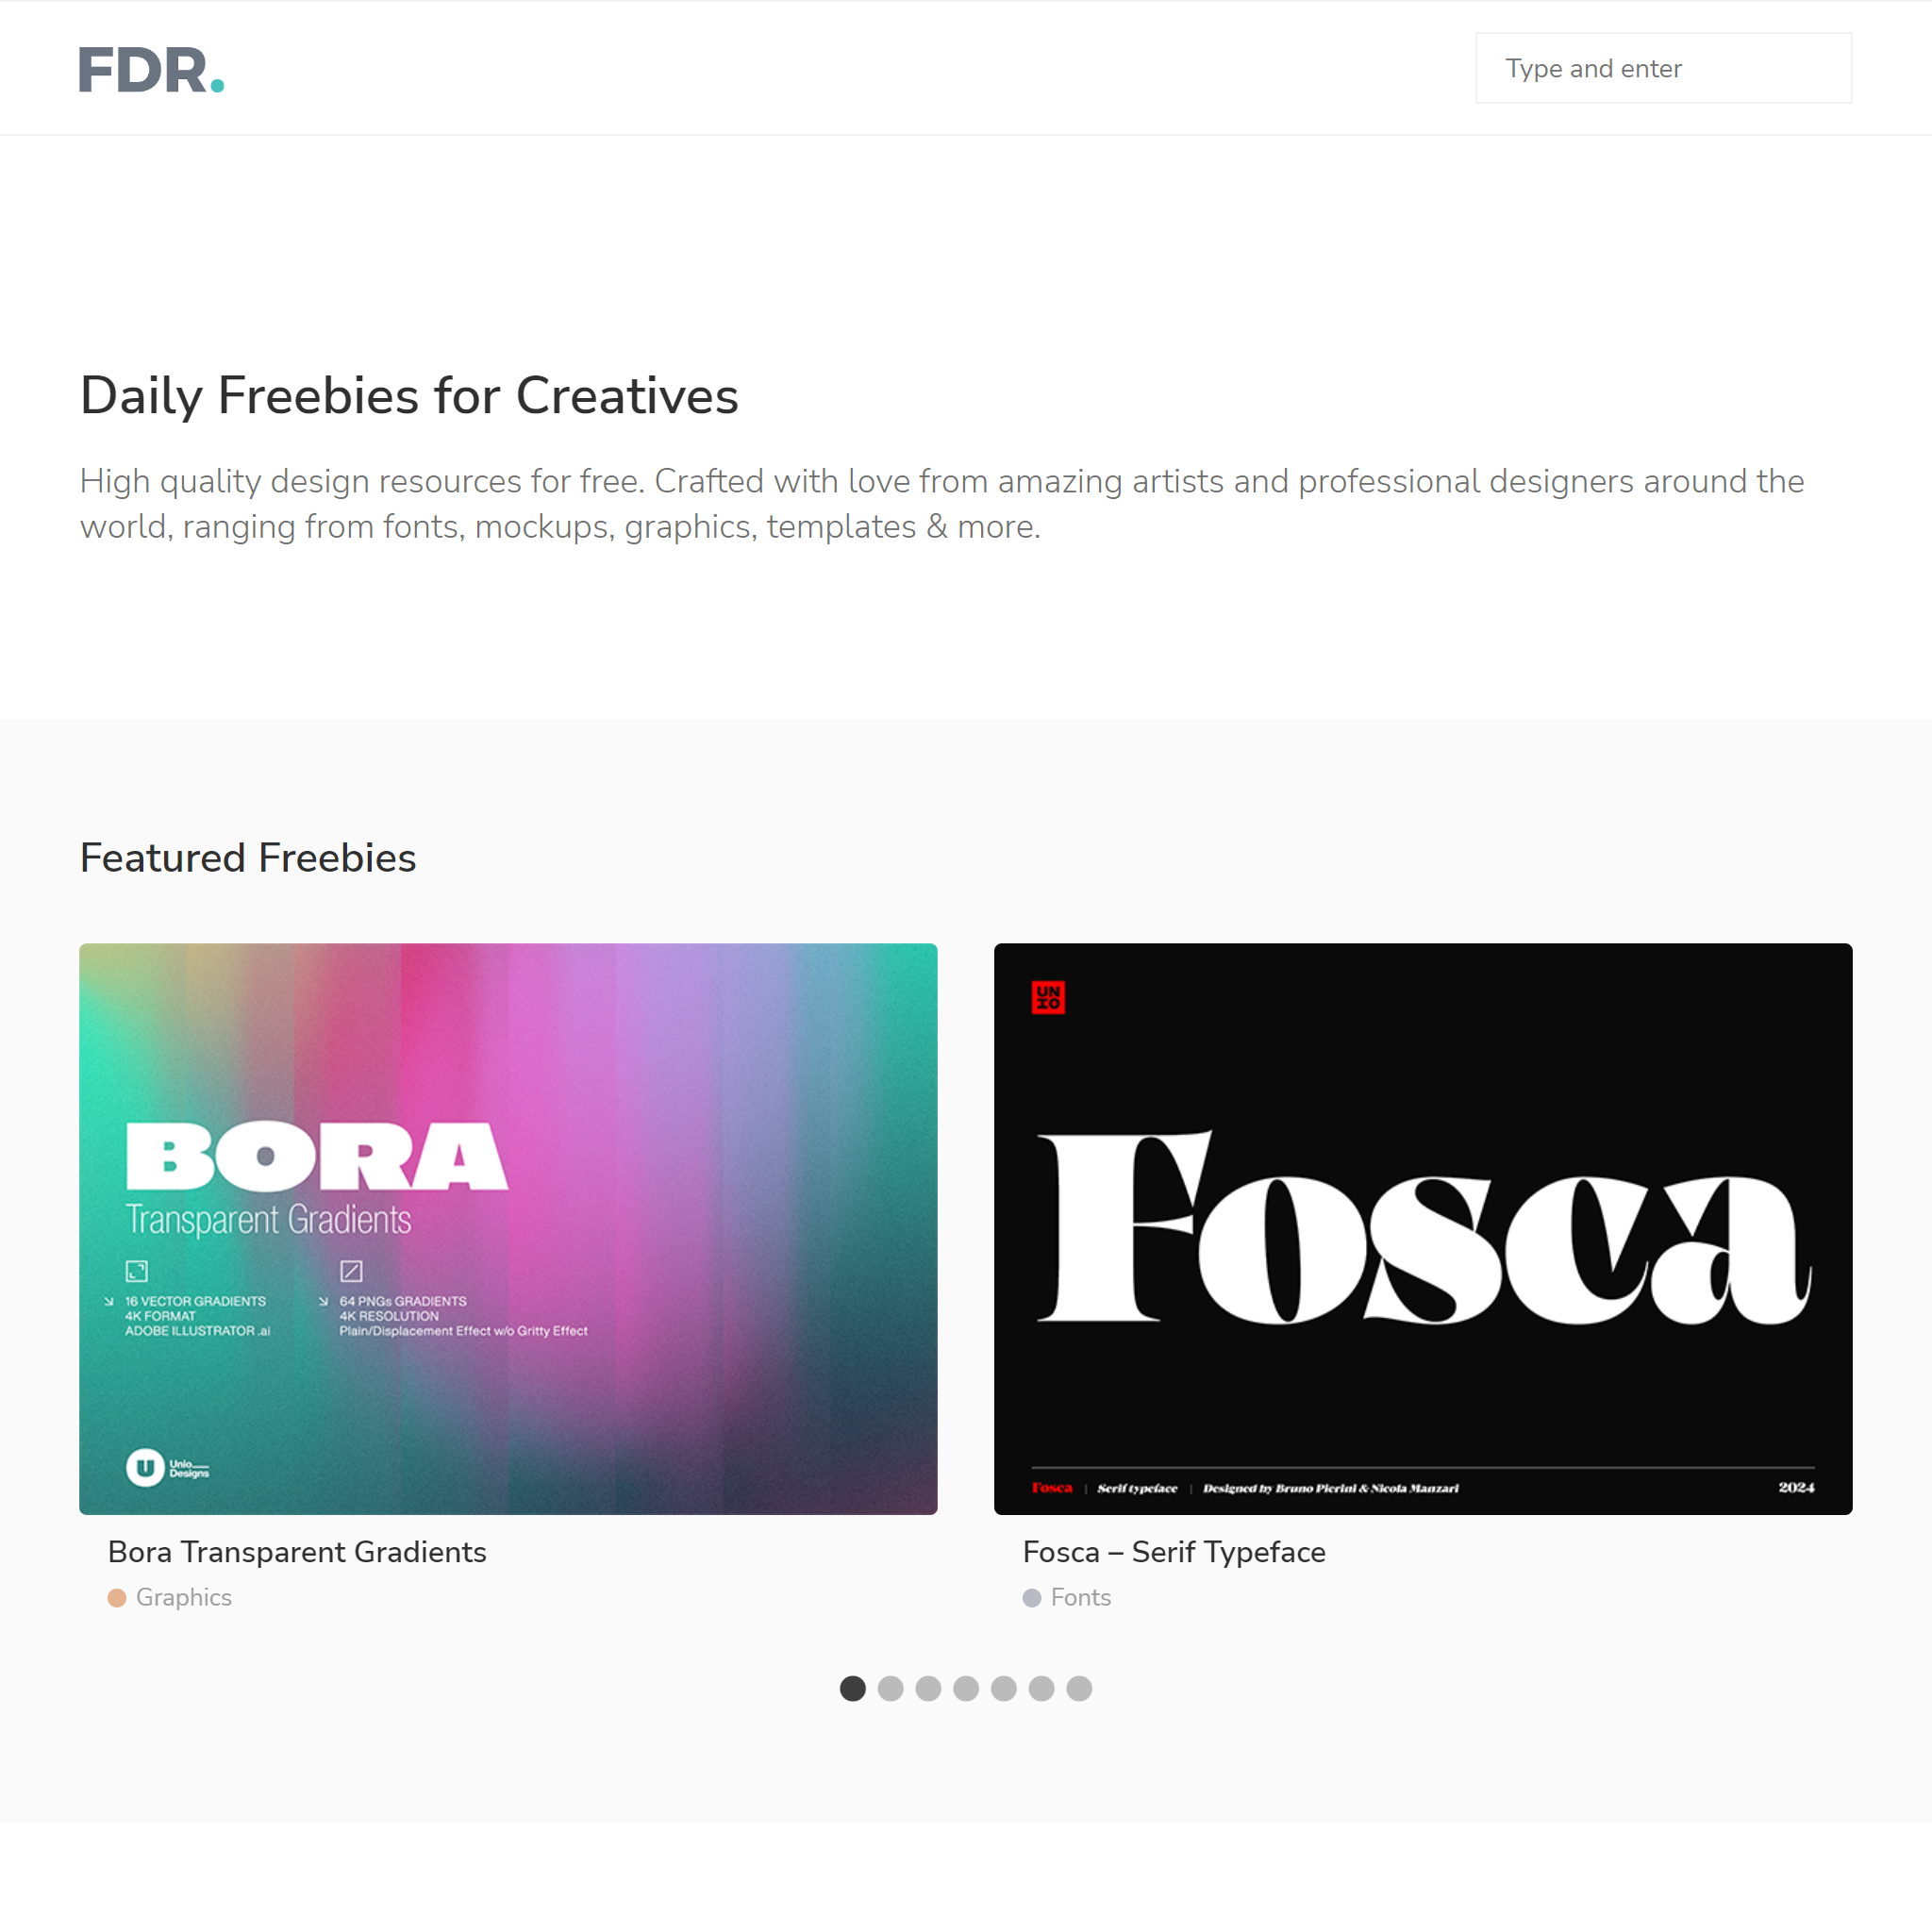 FDR.
Type and enter
Daily Freebies for Creatives
High quality design resources for free. Crafted with love from amazing artists and professional designers around the
world, ranging from fonts, mockups, graphics, templates & more.
Featured Freebies
BORA
Transparent Gradients
16 VECTOR GRADIENTS
4K FORMAT
ADOBE ILLUSTRATOR .ai
64 PNGs GRADIENTS
4K RESOLUTION
Plain/Displacement Effect w/o Gritty Effect
U
Unio
Designs
Bora Transparent Gradients
Graphics
UN
IO
Fosca
Fosca | Serif typeface | Designed by Bruno Pierini & Nicola Manzari 2024
Fosca – Serif Typeface
Fonts